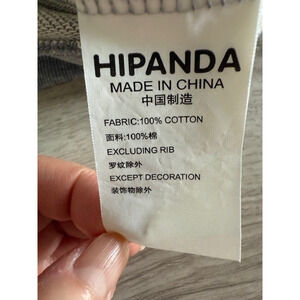 HIPANDA
MADE IN CHINA
中国制造
FABRIC:100% COTTON
面料:100%棉
EXCLUDING RIB
罗纹除外
EXCEPT DECORATION
装饰物除外